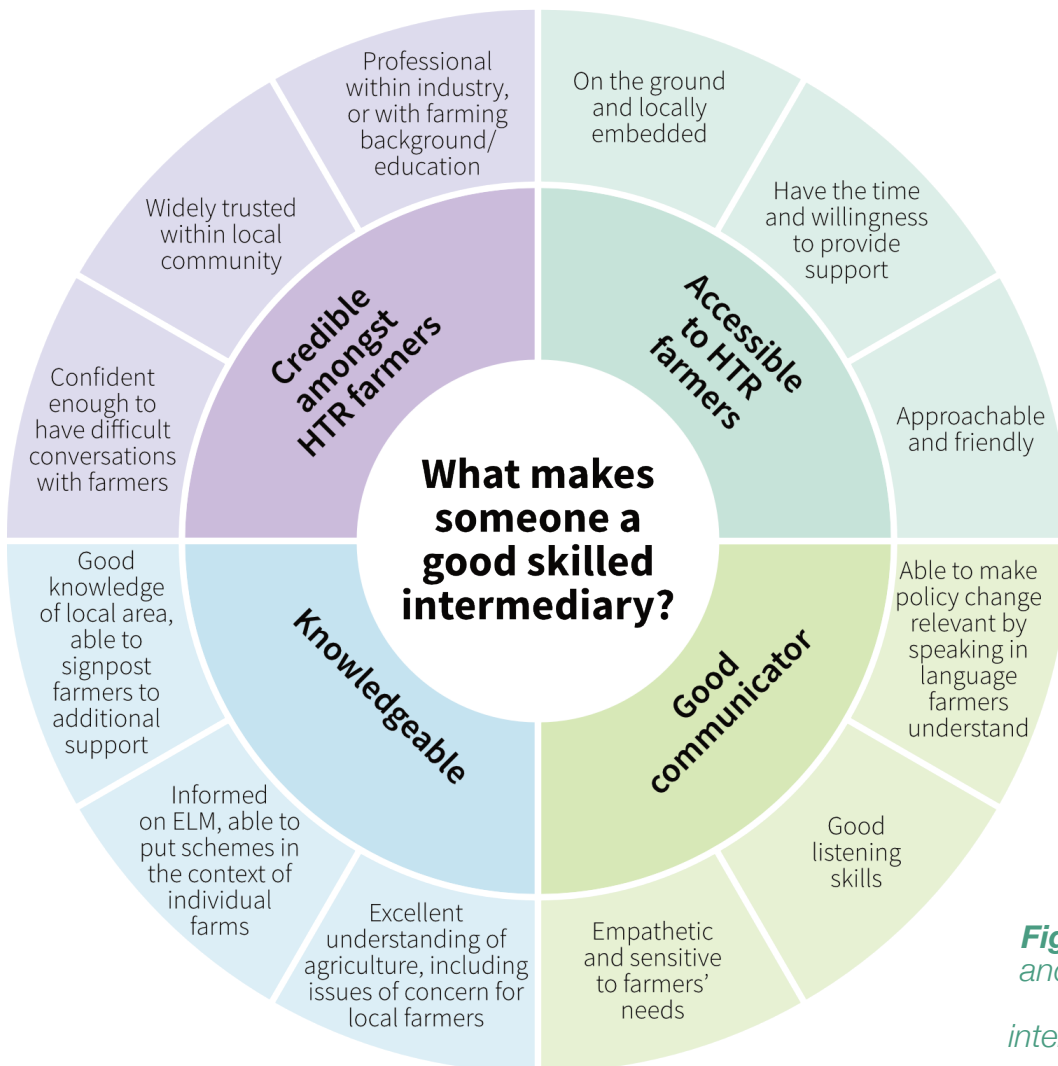 What makes
someone a
good skilled
intermediary?
Credible
amongst
HTR farmers
Professional
within industry,
or with farming
background/
education
Widely trusted
within local
community
Confident
enough to
have difficult
conversations
with farmers
Accessible
to HTR
farmers
On the ground
and locally
embedded
Have the time
and willingness
to provide
support
Approachable
and friendly
Good
communicator
Able to make
policy change
relevant by
speaking in
language
farmers
understand
Good
listening
skills
Empathetic
and sensitive
to farmers’
needs
Knowledgeable
Excellent
understanding of
agriculture, including
issues of concern for
local farmers
Informed
on ELM, able to
put schemes in
the context of
individual
farms
Good
knowledge
of local area,
able to
signpost
farmers to
additional
support